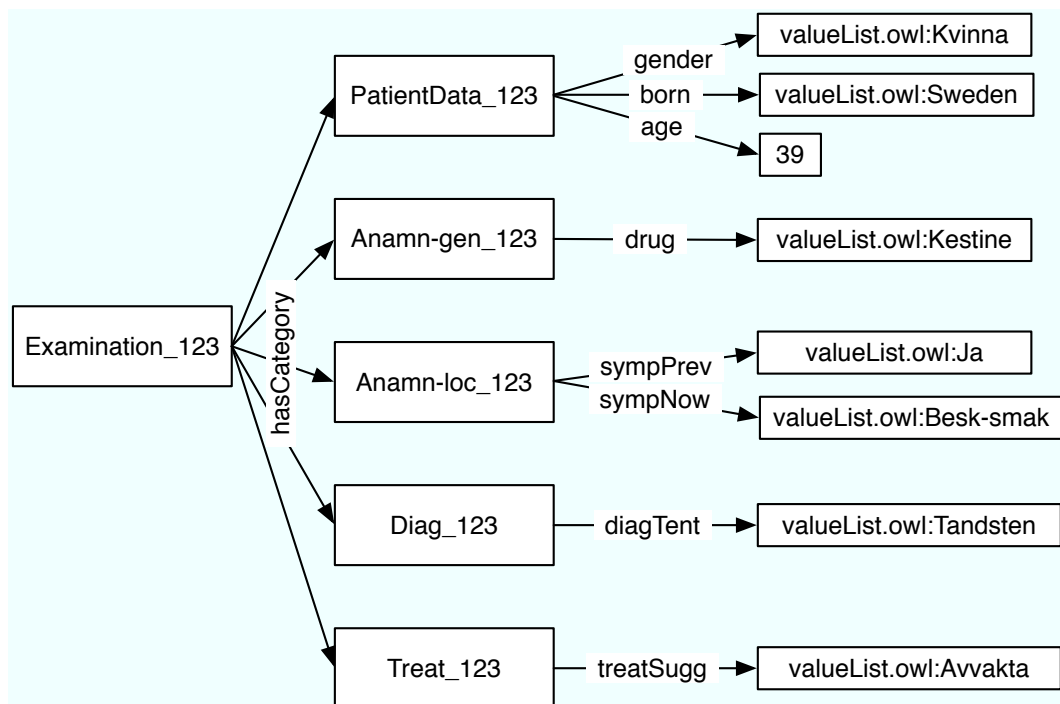 valueList.owl:Kvinna
gender
PatientData_123
born
valueList.owl:Sweden
age
39
Anamn-gen_123
drug
valueList.owl:Kestine
hasCategory
Examination_123
sympPrev
valueList.owl:Ja
Anamn-loc_123
sympNow
valueList.owl:Besk-smak
Diag_123
diagTent
valueList.owl:Tandsten
Treat_123
treatSugg
valueList.owl:Avvakta